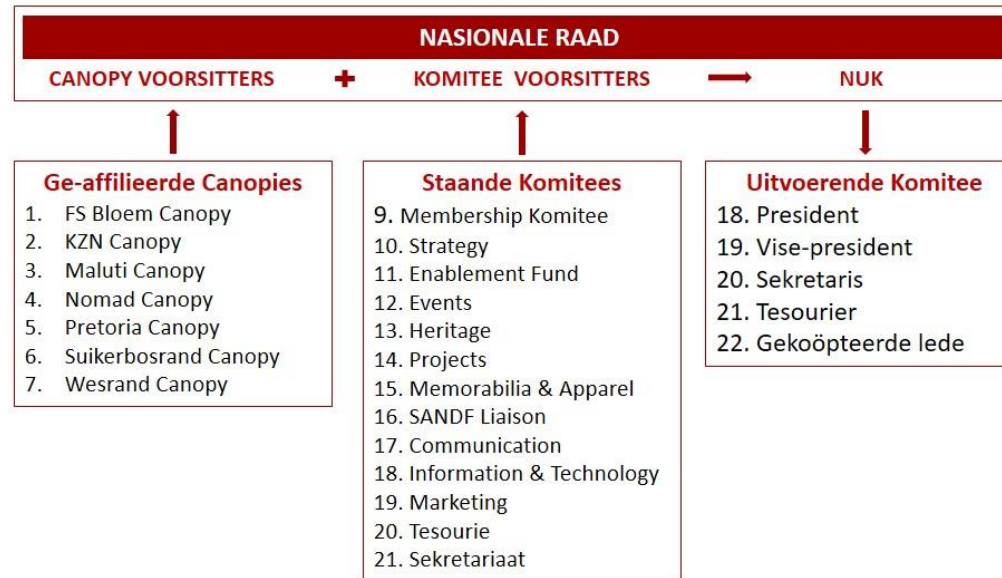 NASIONALE RAAD
CANOPY VOORSITTERS + KOMITEE VOORSITTERS → NUK
Ge-affilieerde Canopies
1. FS Bloem Canopy
2. KZN Canopy
3. Maluti Canopy
4. Nomad Canopy
5. Pretoria Canopy
6. Suikerbosrand Canopy
7. Wesrand Canopy
Staande Komitees
9. Membership Komitee
10. Strategy
11. Enablement Fund
12. Events
13. Heritage
14. Projects
15. Memorabilia & Apparel
16. SANDF Liaison
17. Communication
18. Information & Technology
19. Marketing
20. Tesourie
21. Sekretariaat
Uitvoerende Komitee
18. President
19. Vise-president
20. Sekretaris
21. Tesourier
22. Gekoöpteerde lede